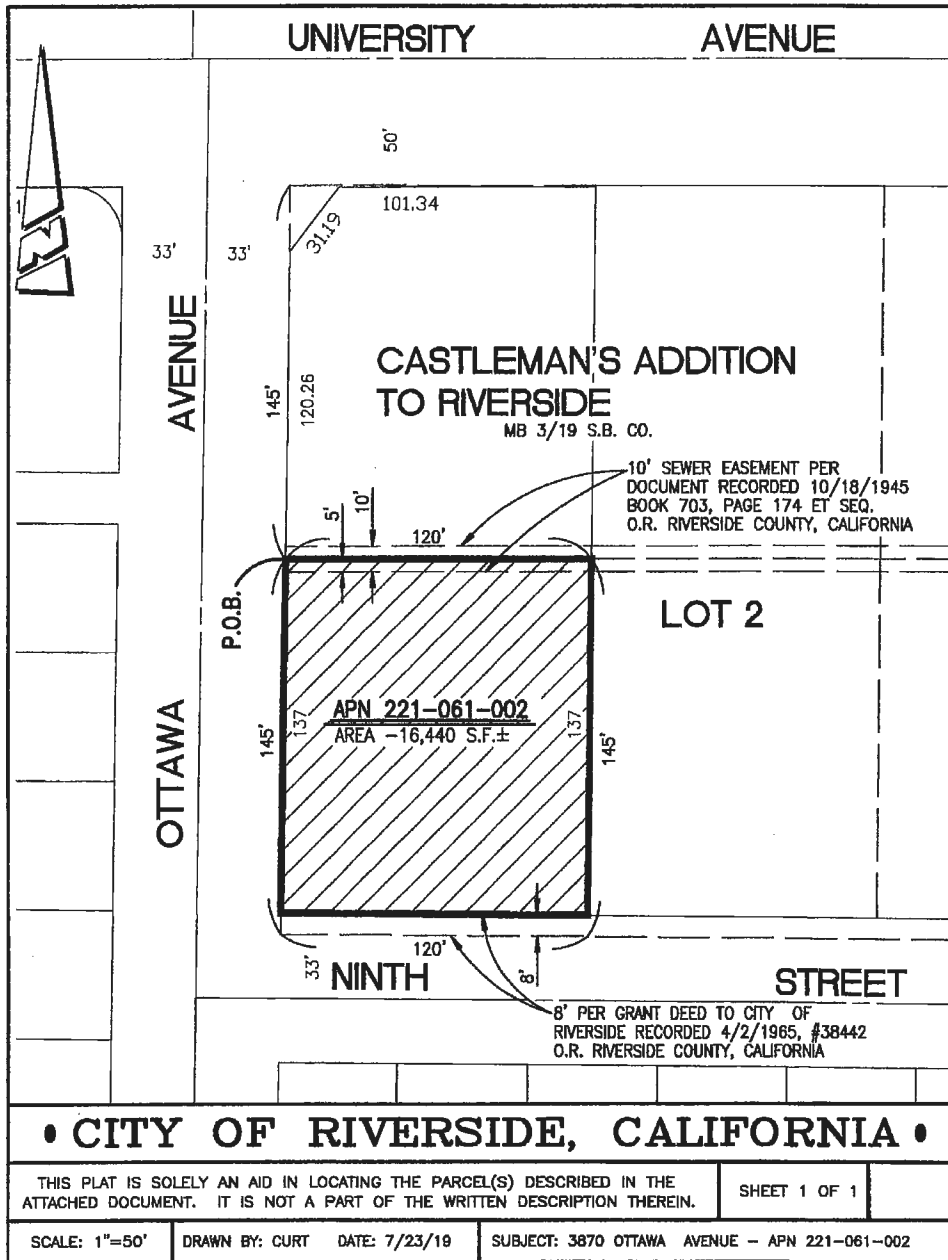 UNIVERSITY AVENUE
50'
101.34
31.19
33' 33'
N
1
AVENUE
145'
120.26
CASTLEMAN'S ADDITION
TO RIVERSIDE
MB 3/19 S.B. CO.
10' SEWER EASEMENT PER
DOCUMENT RECORDED 10/18/1945
BOOK 703, PAGE 174 ET SEQ.
O.R. RIVERSIDE COUNTY, CALIFORNIA
5'
10'
120'
P.O.B.
LOT 2
OTTAWA
145'
137
APN 221-061-002
AREA -16,440 S.F.±
137
145'
33'
120'
8'
NINTH STREET
8' PER GRANT DEED TO CITY OF
RIVERSIDE RECORDED 4/2/1965, #38442
O.R. RIVERSIDE COUNTY, CALIFORNIA
• CITY OF RIVERSIDE, CALIFORNIA •
THIS PLAT IS SOLELY AN AID IN LOCATING THE PARCEL(S) DESCRIBED IN THE
ATTACHED DOCUMENT. IT IS NOT A PART OF THE WRITTEN DESCRIPTION THEREIN.
SHEET 1 OF 1
SCALE: 1"=50' DRAWN BY: CURT DATE: 7/23/19 SUBJECT: 3870 OTTAWA AVENUE - APN 221-061-002